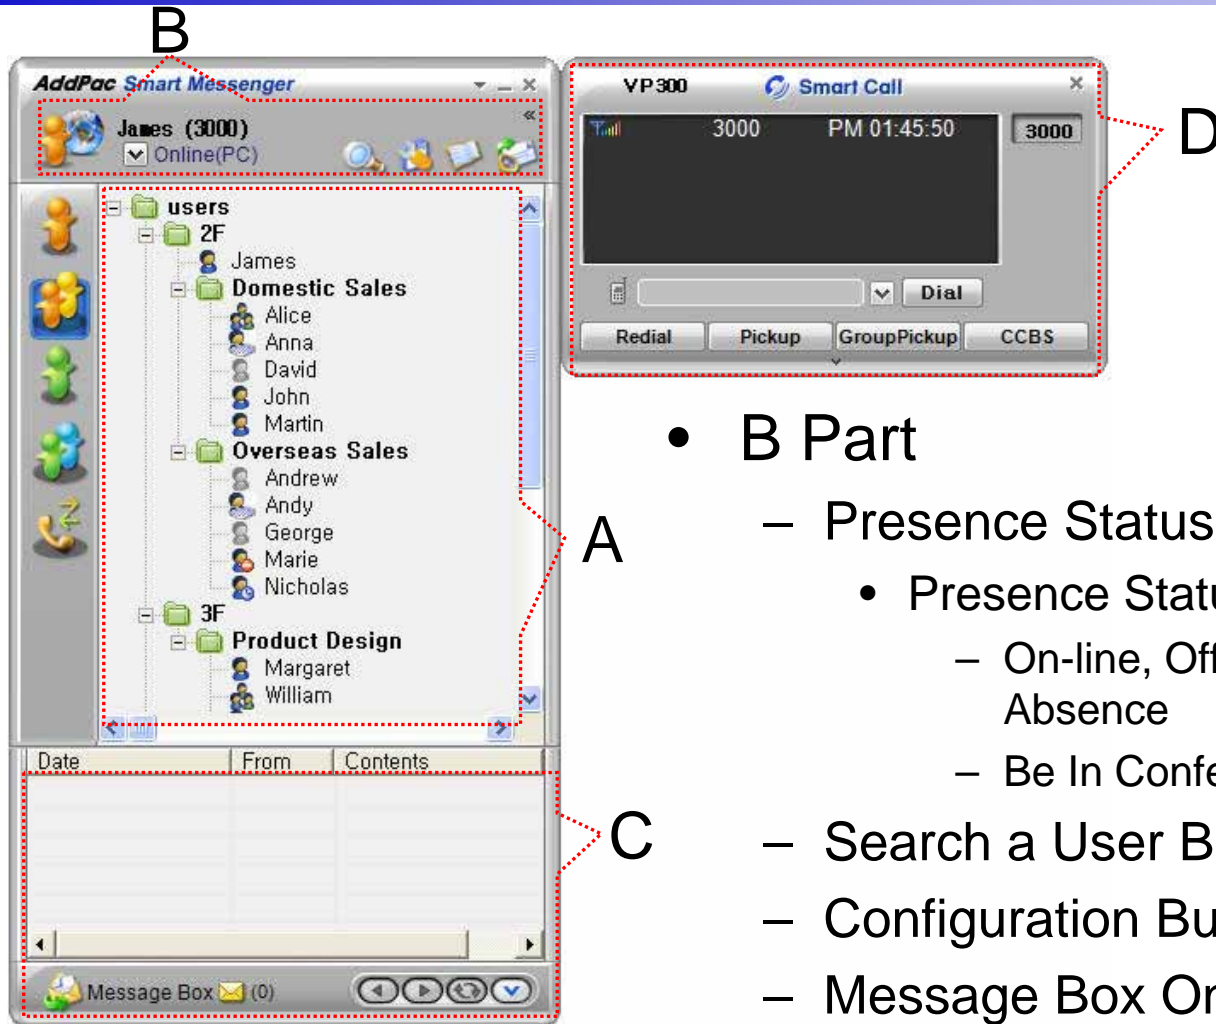 B
AddPac Smart Messenger
James (3000)
Online(PC)
users
2F
James
Domestic Sales
Alice
Anna
David
John
Martin
Overseas Sales
Andrew
Andy
George
Marie
Nicholas
3F
Product Design
Margaret
William
Date From Contents
Message Box (0)
A
C
VP300 Smart Call
3000 PM 01:45:50 3000
Dial
Redial Pickup GroupPickup CCBS
D
• B Part
– Presence Status
• Presence Statu
– On-line, Off
Absence
– Be In Confe
– Search a User B
– Configuration Bu
– Message Box On